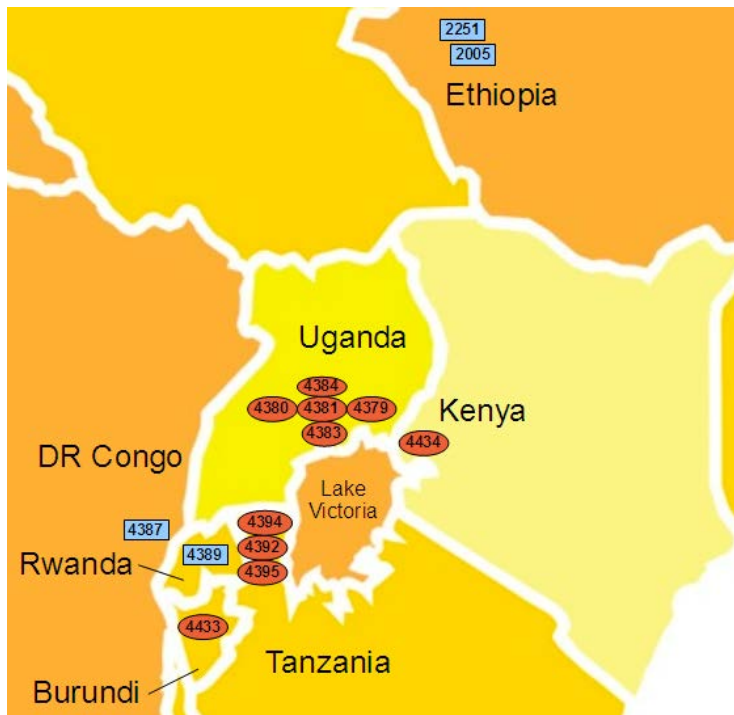 2251
2005
Ethiopia
Uganda
4384
4380 4381 4379
4383
Kenya
4434
DR Congo
Lake
Victoria
4387
4394
4389
4392
Rwanda
4395
4433
Tanzania
Burundi